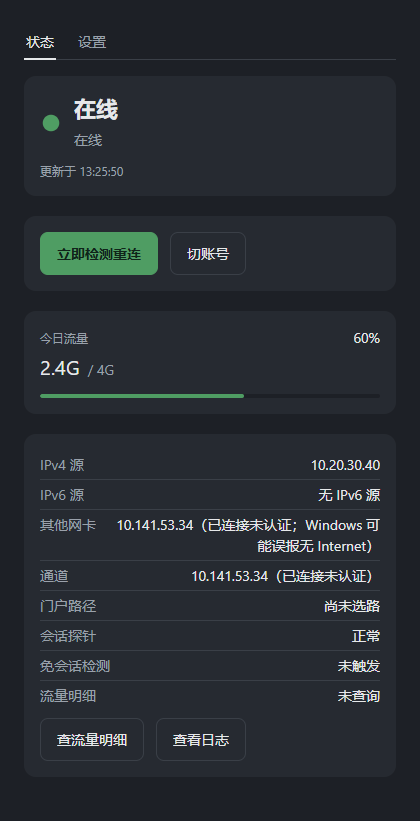 状态 设置
在线
在线
更新于 13:25:50
立即检测重连 切账号
今日流量 60%
2.4G / 4G
IPv4 源 10.20.30.40
IPv6 源 无 IPv6 源
其他网卡 10.141.53.34（已连接未认证；Windows 可
能误报无 Internet）
通道 10.141.53.34（已连接未认证）
门户路径 尚未选路
会话探针 正常
免会话检测 未触发
流量明细 未查询
查流量明细 查看日志